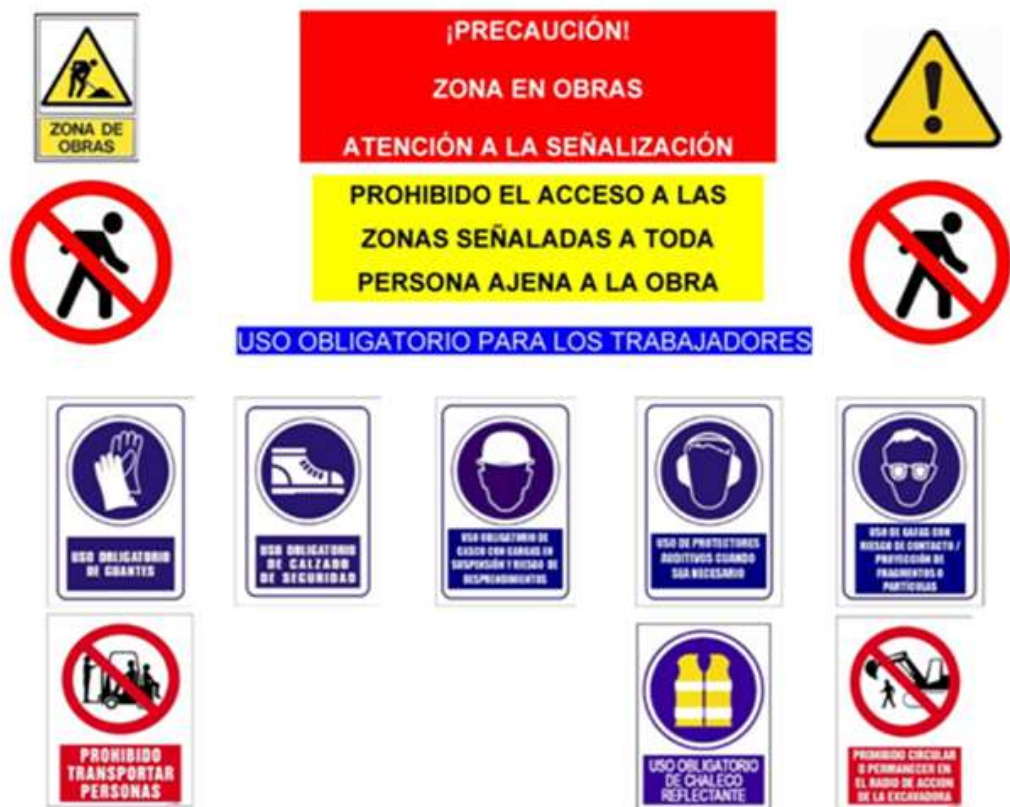 ¡PRECAUCIÓN!
ZONA EN OBRAS
ATENCIÓN A LA SEÑALIZACIÓN
ZONA DE
OBRAS
PROHIBIDO EL ACCESO A LAS
ZONAS SEÑALADAS A TODA
PERSONA AJENA A LA OBRA
USO OBLIGATORIO PARA LOS TRABAJADORES
USO OBLIGATORIO
DE GUANTES
USO OBLIGATORIO
DE CALZADO
DE SEGURIDAD
USO OBLIGATORIO DE
CASCO CON CARGAS EN
SUSPENSIÓN Y RIESGO DE
DESPRENDIMIENTOS
USO DE PROTECTORES
AUDITIVOS CUANDO
SEA NECESARIO
USO DE GAFAS CON
RIESGO DE CONTACTO /
PROYECCIÓN DE
FRAGMENTOS O
PARTÍCULAS
PROHIBIDO
TRANSPORTAR
PERSONAS
USO OBLIGATORIO
DE CHALECO
REFLECTANTE
PROHIBIDO CIRCULAR
O PERMANECER EN
EL RADIO DE ACCION
DE LA EXCAVADORA